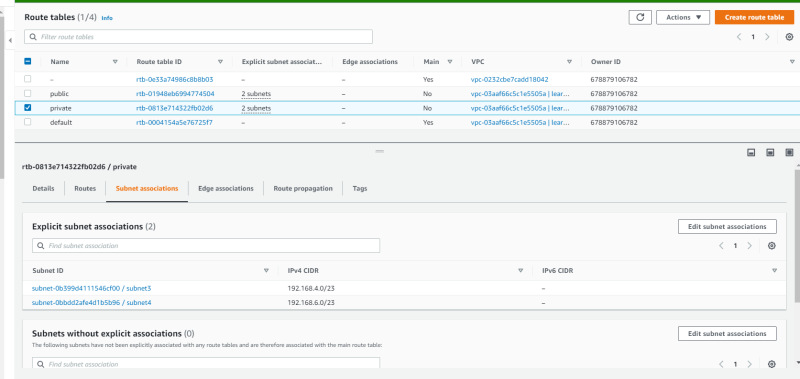 Route tables (1/4) Info
Actions ▼
Create route table
Filter route tables
1
Name
Route table ID
Explicit subnet associat...
Edge associations
Main
VPC
Owner ID
– rtb-0e33a74986c8b8b03 – – Yes vpc-0232cbe7cadd18042 678879106782
public rtb-01948eb6994774504 2 subnets – No vpc-03aaf66c5c1e5505a | lear... 678879106782
private rtb-0813e714322fb02d6 2 subnets – No vpc-03aaf66c5c1e5505a | lear... 678879106782
default rtb-0004154a5e76725f7 – – Yes vpc-03aaf66c5c1e5505a | lear... 678879106782
rtb-0813e714322fb02d6 / private
Details
Routes
Subnet associations
Edge associations
Route propagation
Tags
Explicit subnet associations (2)
Edit subnet associations
Find subnet association
1
Subnet ID
IPv4 CIDR
IPv6 CIDR
subnet-0b399d4111546cf00 / subnet3 192.168.4.0/23 –
subnet-0bbdd2afe4d1b5b96 / subnet4 192.168.6.0/23 –
Subnets without explicit associations (0)
Edit subnet associations
The following subnets have not been explicitly associated with any route tables and are therefore associated with the main route table:
Find subnet association
1